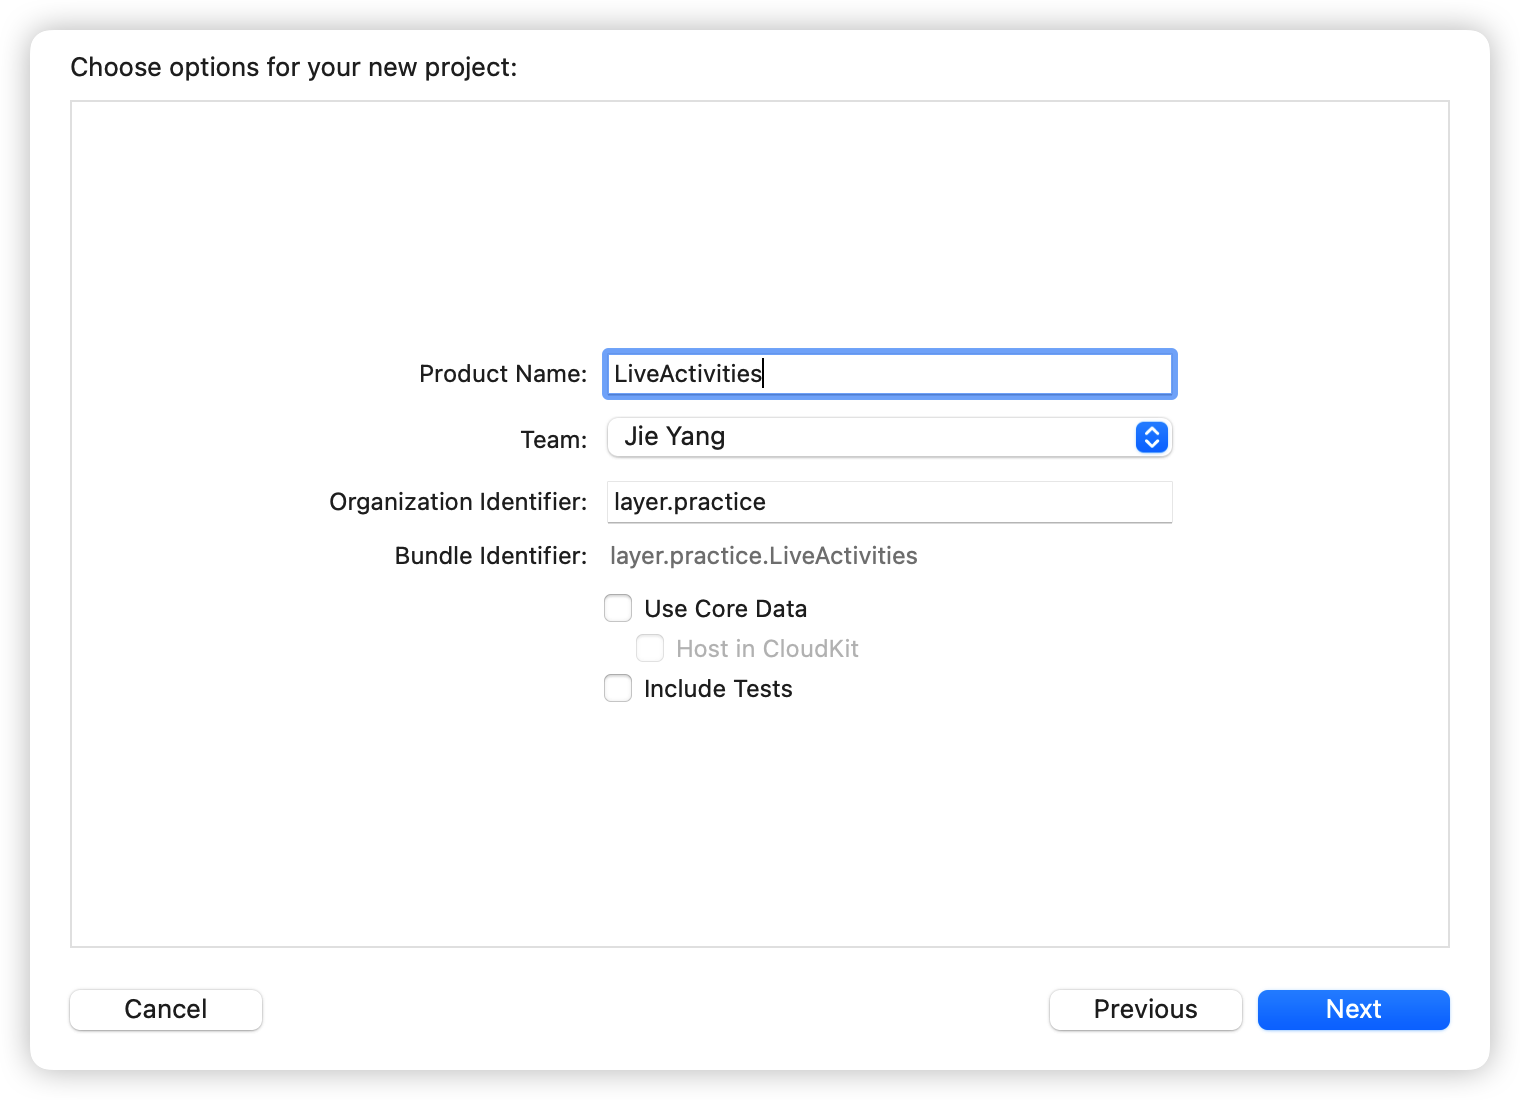 Choose options for your new project:
Product Name: LiveActivities
Team: Jie Yang
Organization Identifier: layer.practice
Bundle Identifier: layer.practice.LiveActivities
Use Core Data
Host in CloudKit
Include Tests
Cancel Previous Next